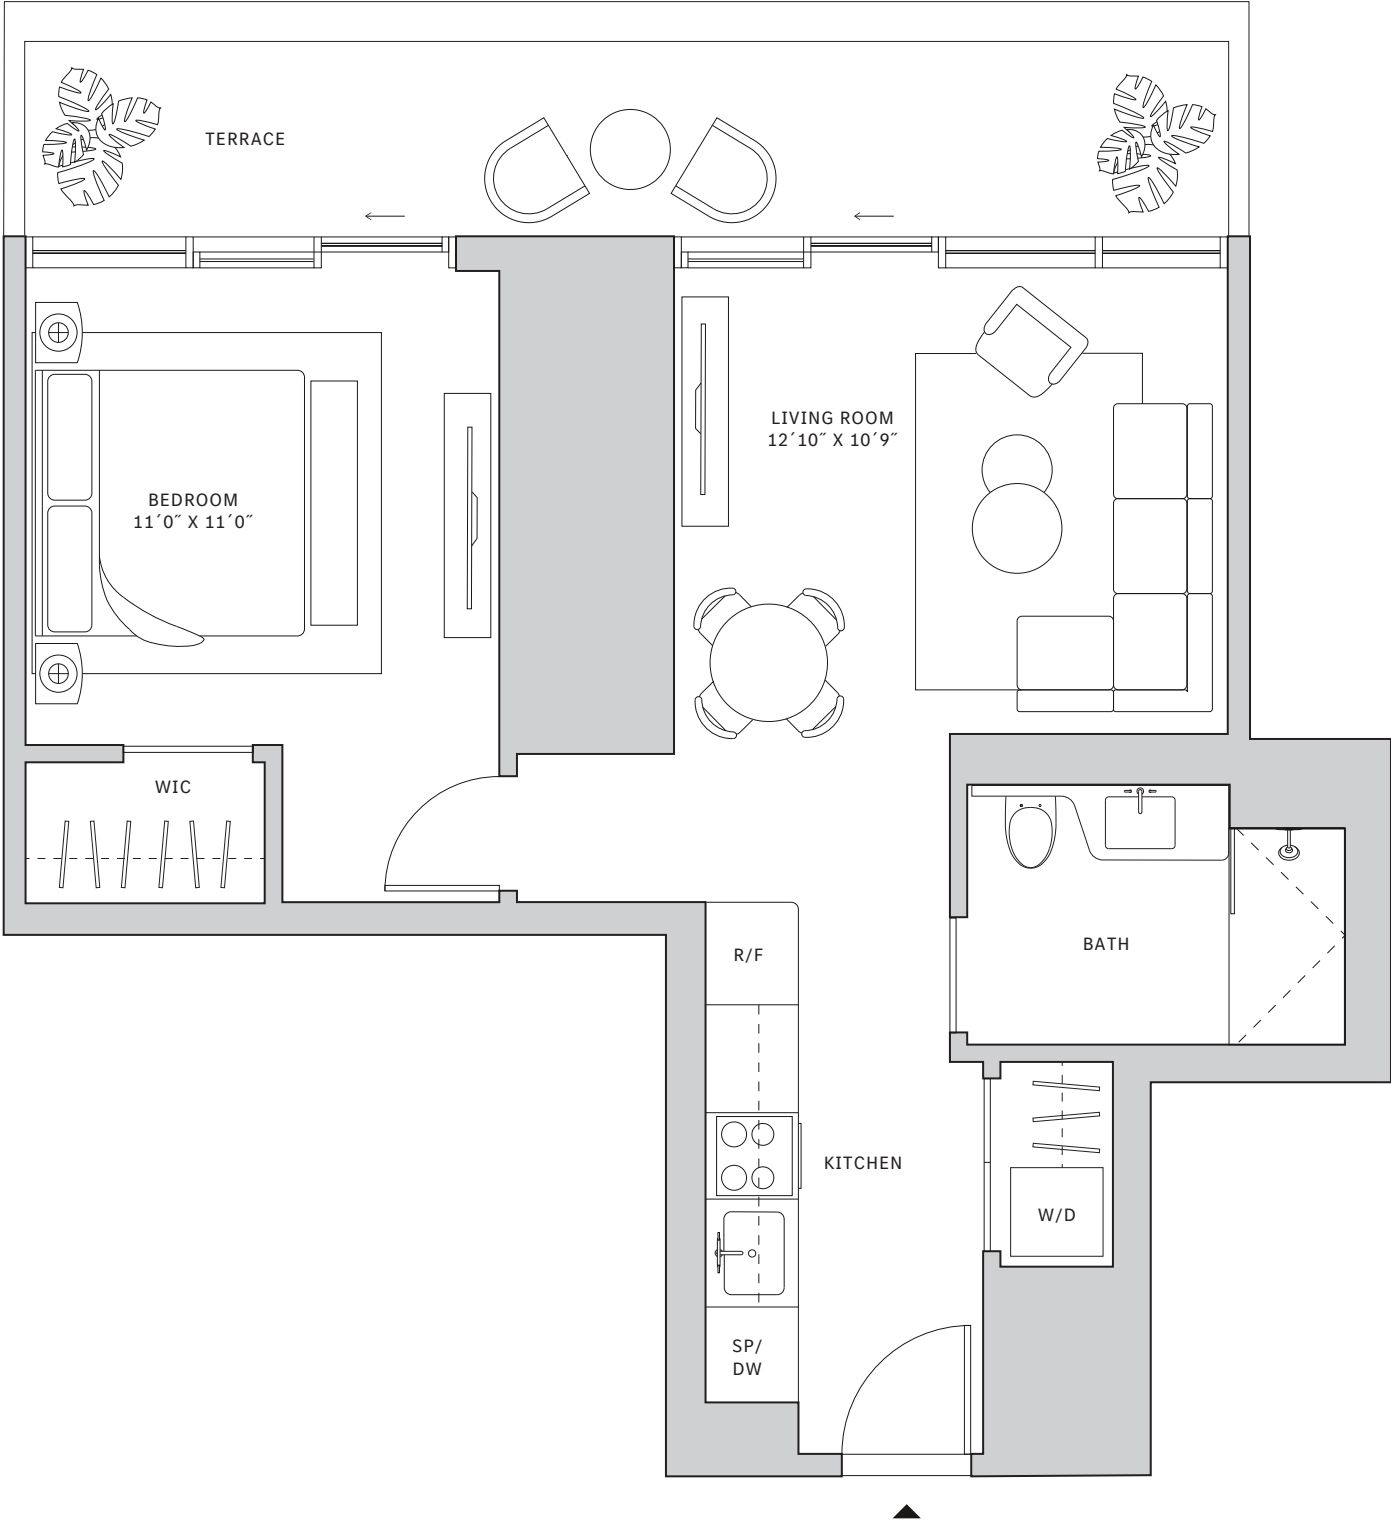 TERRACE
LIVING ROOM
12´10˝ X 10´9˝
BEDROOM
11´0˝ X 11´0˝
WIC
BATH
R/F
KITCHEN
W/D
SP/
DW